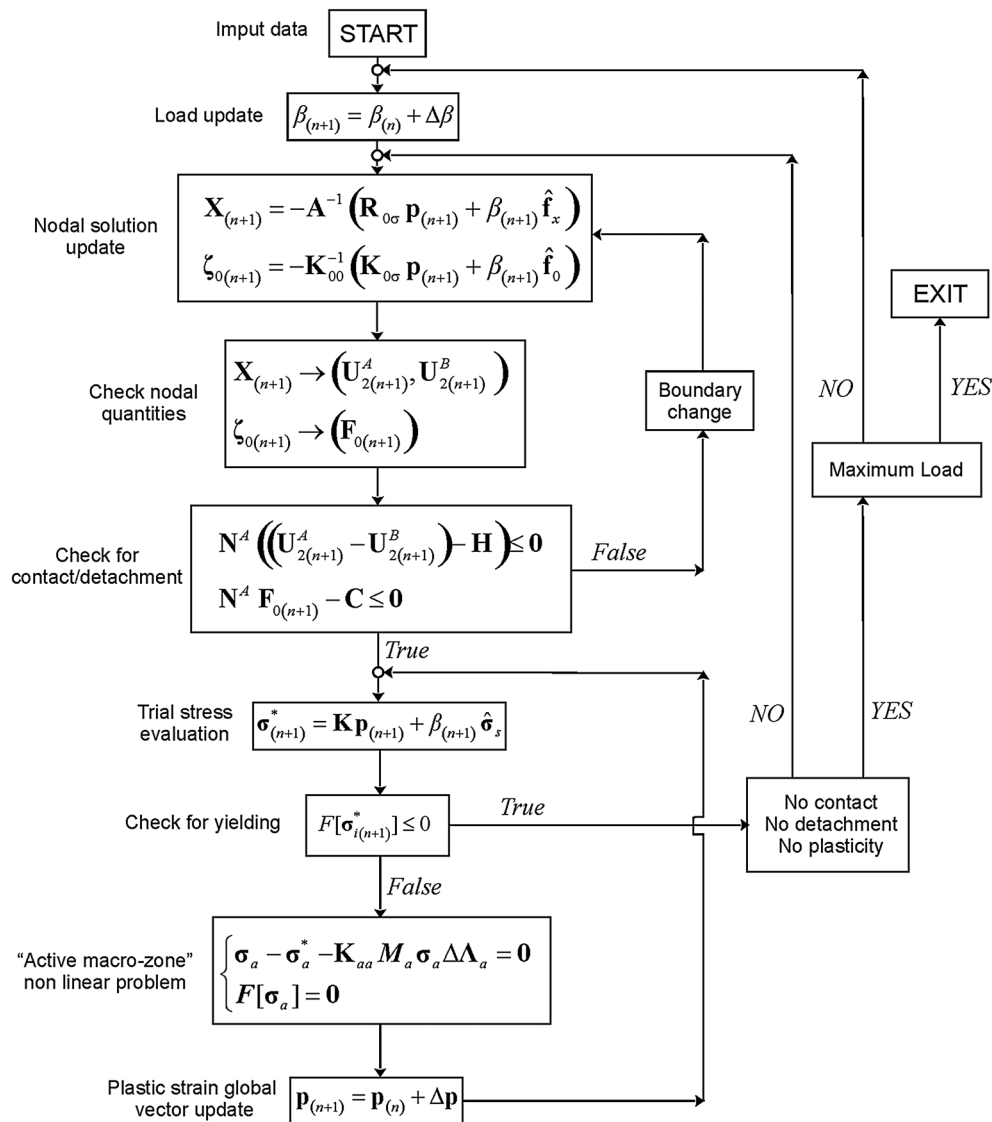 Imput data
START
Load update
β(n+1) = β(n) + Δβ
Nodal solution
update
X(n+1) = −A⁻¹ (R0σ p(n+1) + β(n+1) f̂x)
ζ0(n+1) = −K00⁻¹ (K0σ p(n+1) + β(n+1) f̂0)
EXIT
Check nodal
quantities
X(n+1) → (U2(n+1)^A, U2(n+1)^B)
ζ0(n+1) → (F0(n+1))
Boundary
change
NO
YES
Maximum Load
Check for
contact/detachment
N^A ((U2(n+1)^A − U2(n+1)^B) − H) ≤ 0
N^A F0(n+1) − C ≤ 0
False
True
Trial stress
evaluation
σ*(n+1) = K p(n+1) + β(n+1) σ̂s
NO
YES
Check for yielding
F[σ*i(n+1)] ≤ 0
True
No contact
No detachment
No plasticity
False
“Active macro-zone”
non linear problem
σa − σ*a − Kaa Ma σa ΔΛa = 0
F[σa] = 0
Plastic strain global
vector update
p(n+1) = p(n) + Δp